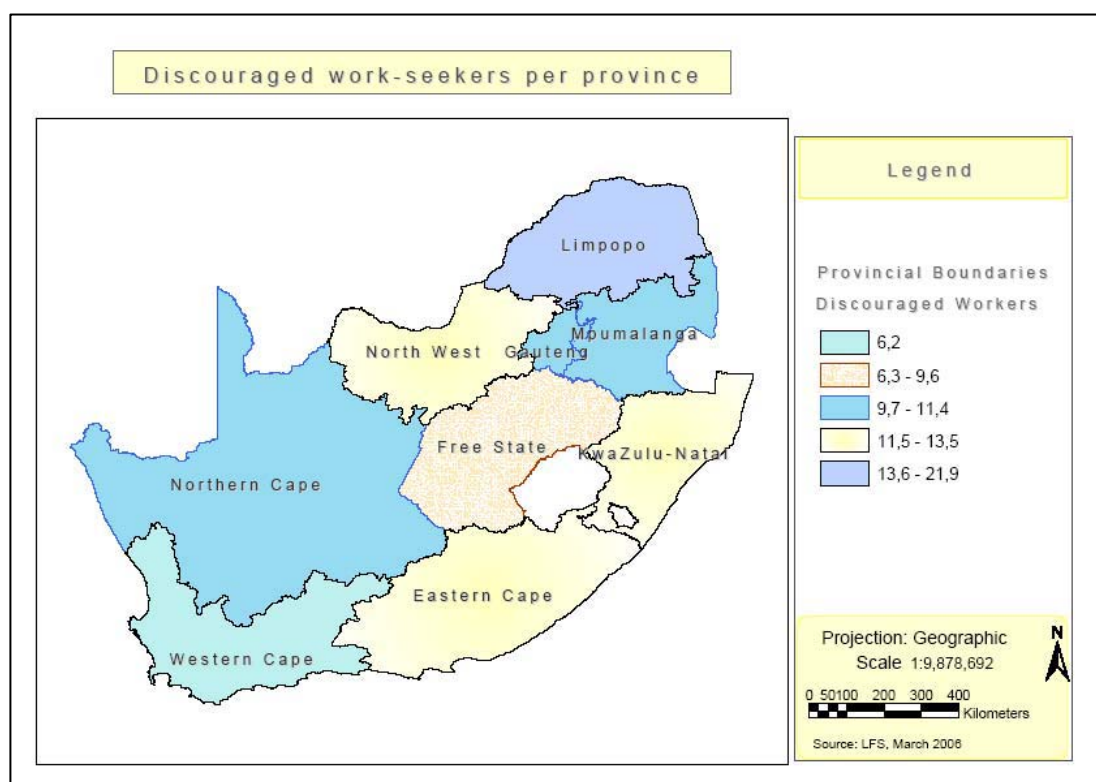 Discouraged work-seekers per province
Legend
Provincial Boundaries
Discouraged Workers
6,2
6,3 - 9,6
9,7 - 11,4
11,5 - 13,5
13,6 - 21,9
Limpopo
Mpumalanga
North West
Gauteng
Free State
KwaZulu-Natal
Northern Cape
Eastern Cape
Western Cape
Projection: Geographic
Scale 1:9,878,692
N
0 50100 200 300 400
Kilometers
Source: LFS, March 2006